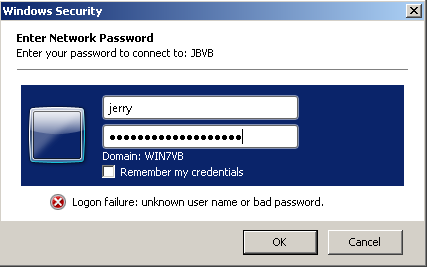 Windows Security
Enter Network Password
Enter your password to connect to: JBVB
jerry
●●●●●●●●●●●●●●●●●●●
Domain: WIN7VB
Remember my credentials
Logon failure: unknown user name or bad password.
OK
Cancel